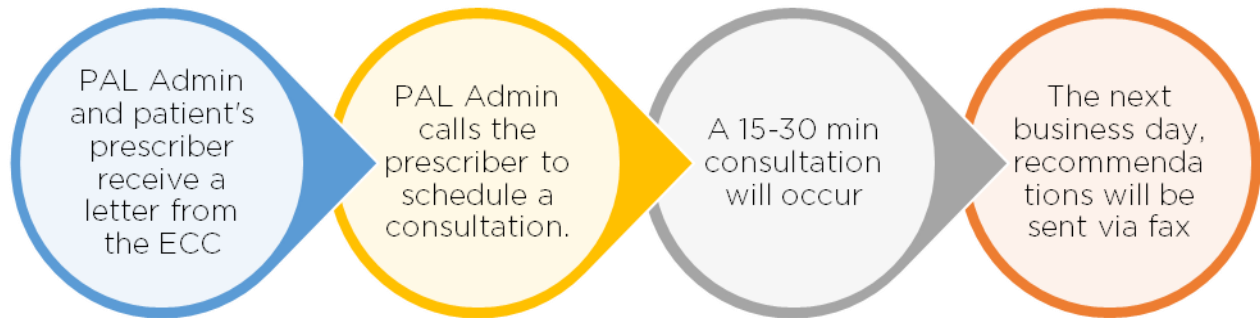 PAL Admin
and patient's
prescriber
receive a
letter from
the ECC
PAL Admin
calls the
prescriber to
schedule a
consultation.
A 15-30 min
consultation
will occur
The next
business day,
recommenda
tions will be
sent via fax